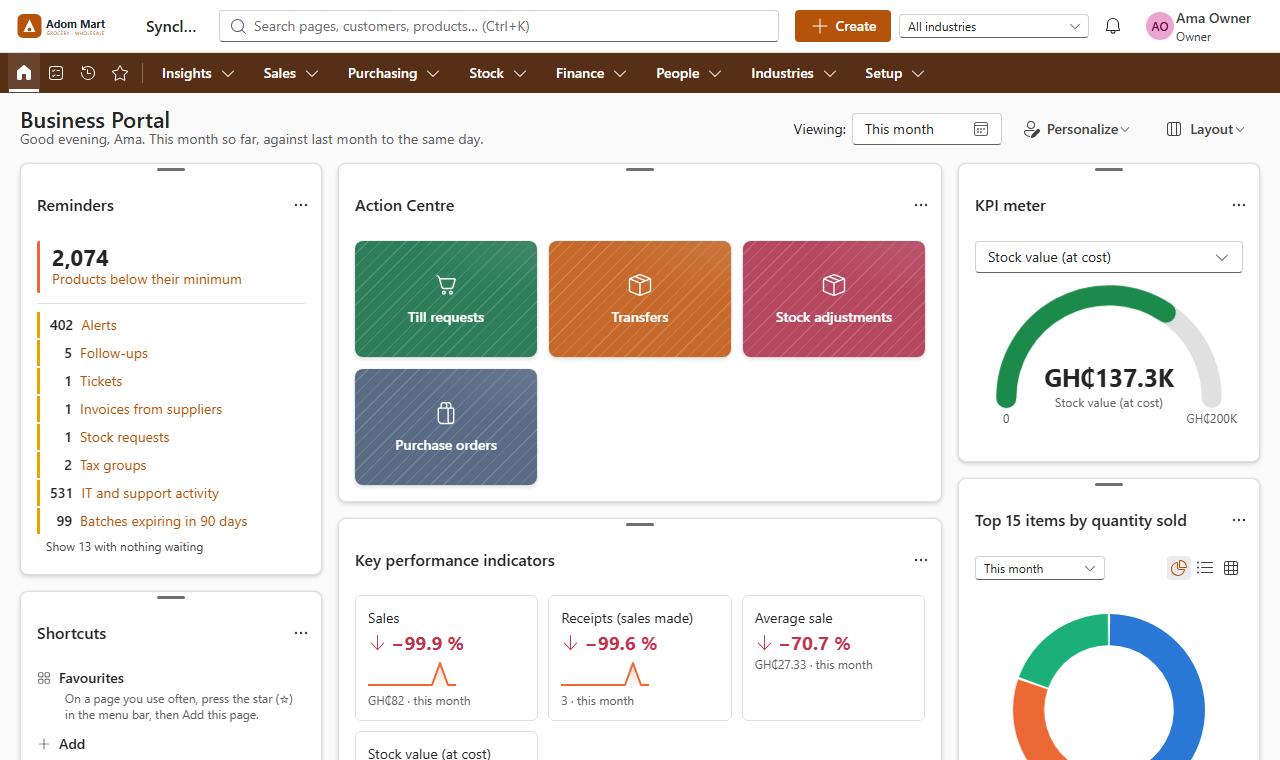 Adom Mart
GROCERY · WHOLESALE
Syncl...
Search pages, customers, products... (Ctrl+K)
Create
All industries
AO
Ama Owner
Owner
Insights
Sales
Purchasing
Stock
Finance
People
Industries
Setup
Business Portal
Good evening, Ama. This month so far, against last month to the same day.
Viewing:
This month
Personalize
Layout
Reminders
2,074
Products below their minimum
402 Alerts
5 Follow-ups
1 Tickets
1 Invoices from suppliers
1 Stock requests
2 Tax groups
531 IT and support activity
99 Batches expiring in 90 days
Show 13 with nothing waiting
Shortcuts
Favourites
On a page you use often, press the star (☆)
in the menu bar, then Add this page.
Add
Action Centre
Till requests
Transfers
Stock adjustments
Purchase orders
Key performance indicators
Sales
−99.9 %
GH₵82 · this month
Receipts (sales made)
−99.6 %
3 · this month
Average sale
−70.7 %
GH₵27.33 · this month
Stock value (at cost)
KPI meter
Stock value (at cost)
GH₵137.3K
Stock value (at cost)
0
GH₵200K
Top 15 items by quantity sold
This month